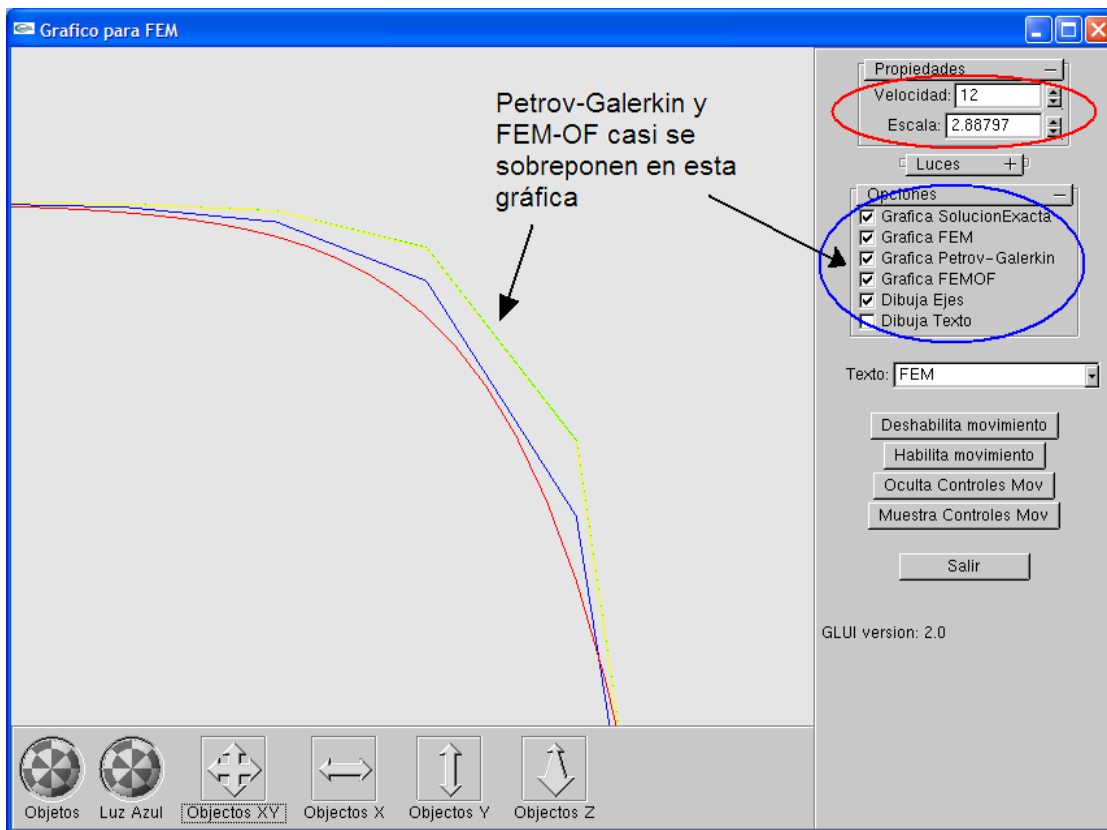 Grafico para FEM
Petrov-Galerkin y
FEM-OF casi se
sobreponen en esta
gráfica
Propiedades
Velocidad: 12
Escala: 2.88797
Luces
Opciones
Grafica SolucionExacta
Grafica FEM
Grafica Petrov-Galerkin
Grafica FEMOF
Dibuja Ejes
Dibuja Texto
Texto: FEM
Deshabilita movimiento
Habilita movimiento
Oculta Controles Mov
Muestra Controles Mov
Salir
GLUI version: 2.0
Objetos
Luz Azul
Objectos XY
Objectos X
Objectos Y
Objectos Z